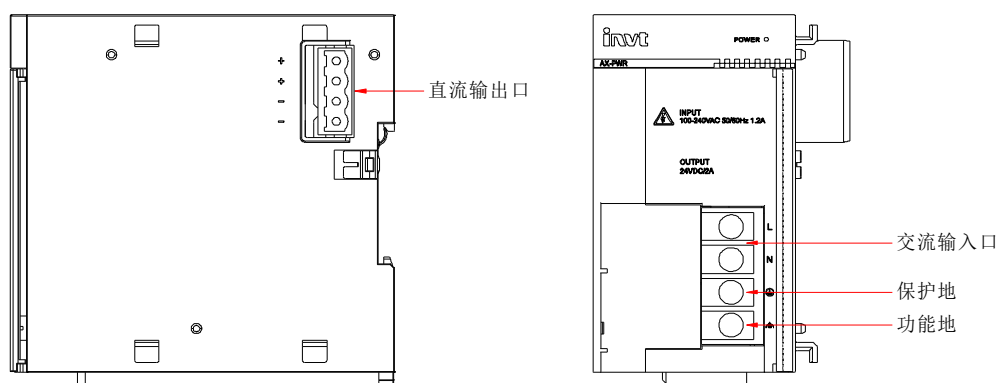 +
+
−
−
直流输出口
invt
POWER
AX-PWR
INPUT
100-240VAC 50/60Hz 1.2A
OUTPUT
24VDC/2A
L
N
交流输入口
保护地
功能地